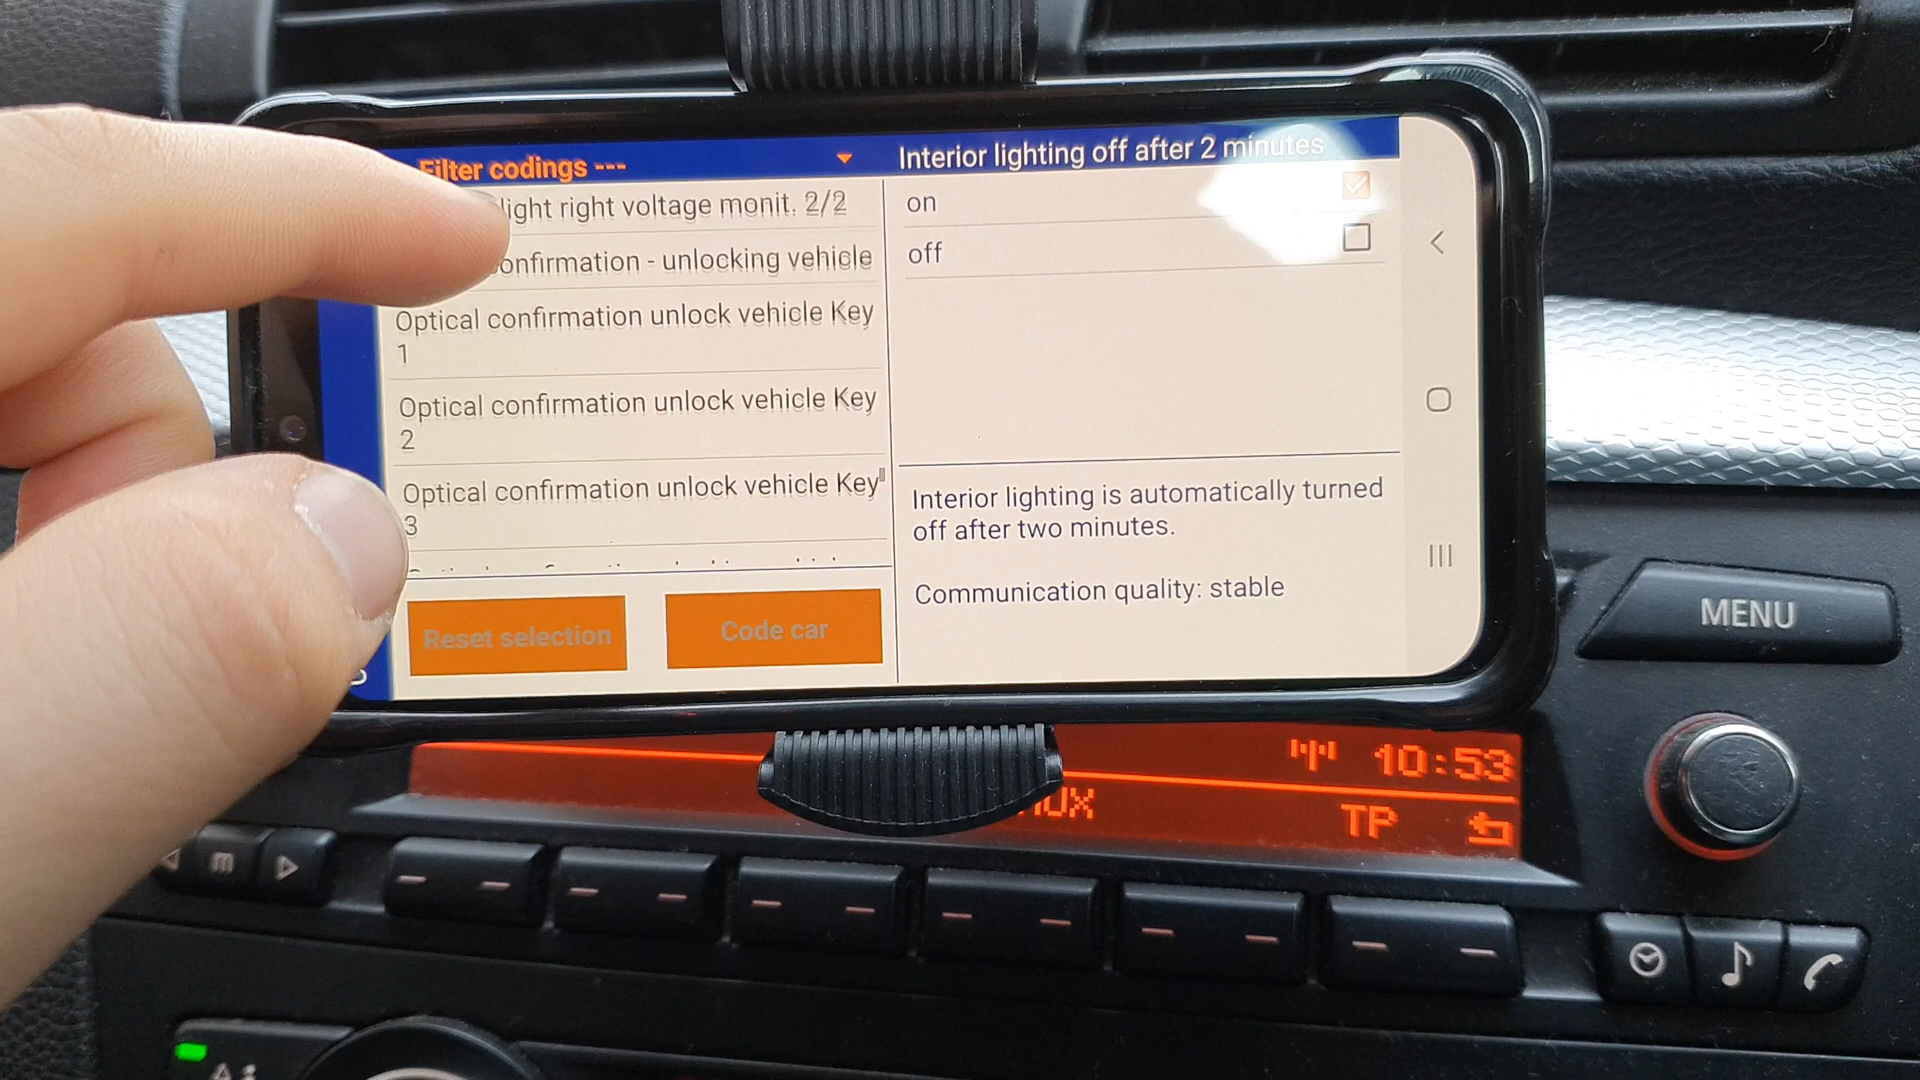 Filter codings ---
light right voltage monit. 2/2
onfirmation - unlocking vehicle
Optical confirmation unlock vehicle Key
1
Optical confirmation unlock vehicle Key
2
Optical confirmation unlock vehicle Key
3
Reset selection
Code car
Interior lighting off after 2 minutes
on
off
Interior lighting is automatically turned
off after two minutes.
Communication quality: stable
MENU
10:53
TP
m